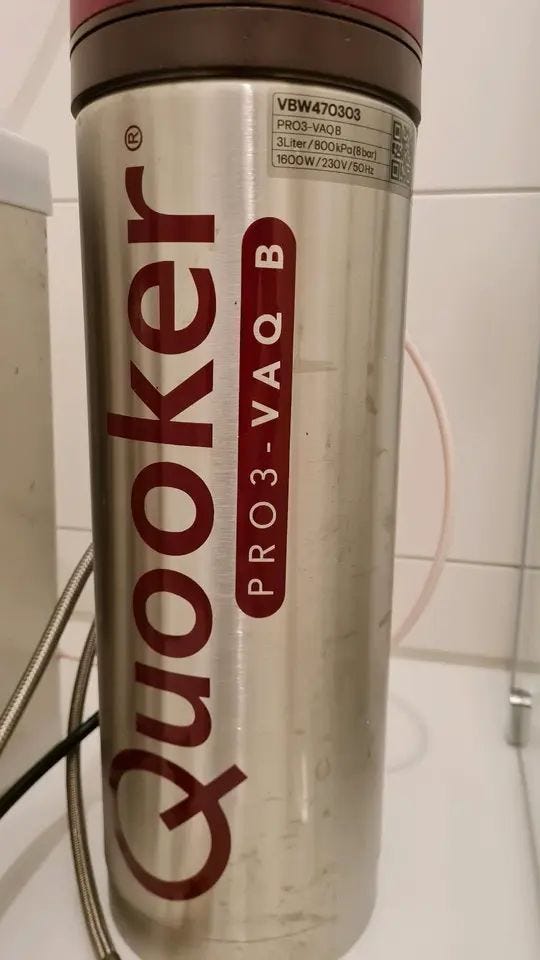 VBW470303
PRO3-VAQB
3Liter/800kPa(8bar)
1600W/230V/50Hz
Quooker®
PRO3-VAQ B